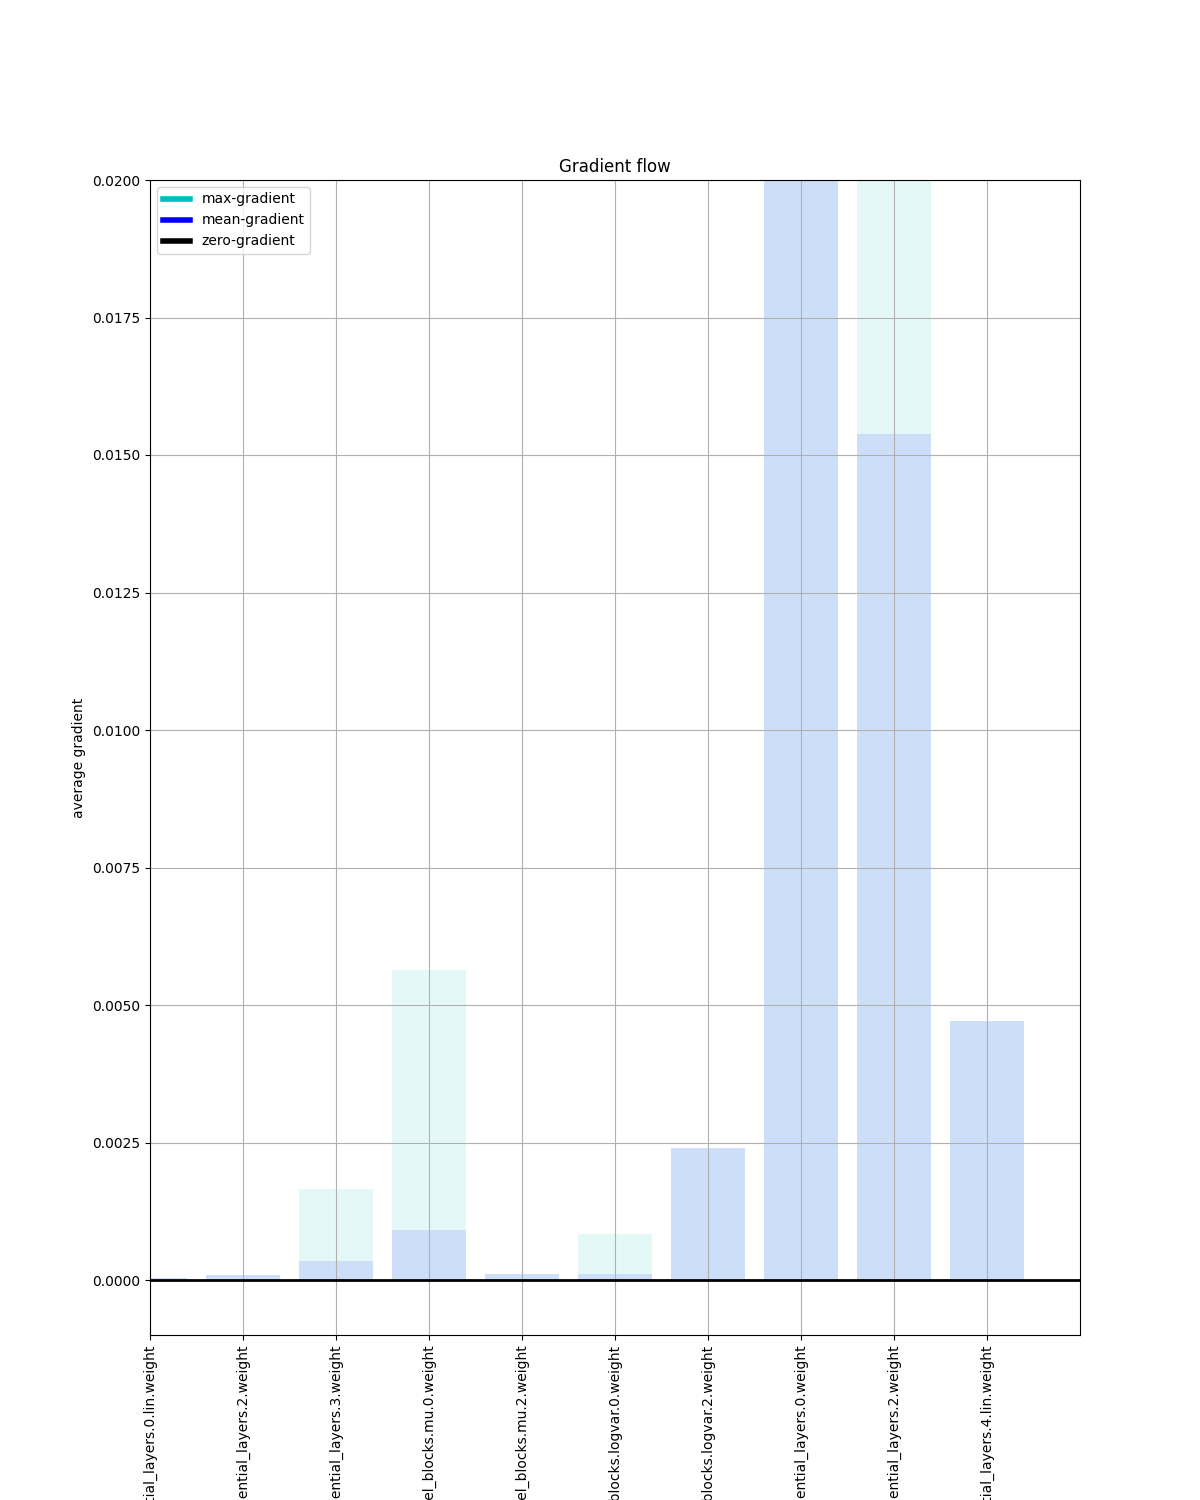 Gradient flow
max-gradient
mean-gradient
zero-gradient
0.0200
0.0175
0.0150
0.0125
0.0100
0.0075
0.0050
0.0025
0.0000
average gradient
tial_layers.0.lin.weight
ential_layers.2.weight
ential_layers.3.weight
el_blocks.mu.0.weight
el_blocks.mu.2.weight
blocks.logvar.0.weight
blocks.logvar.2.weight
ential_layers.0.weight
ential_layers.2.weight
tial_layers.4.lin.weight